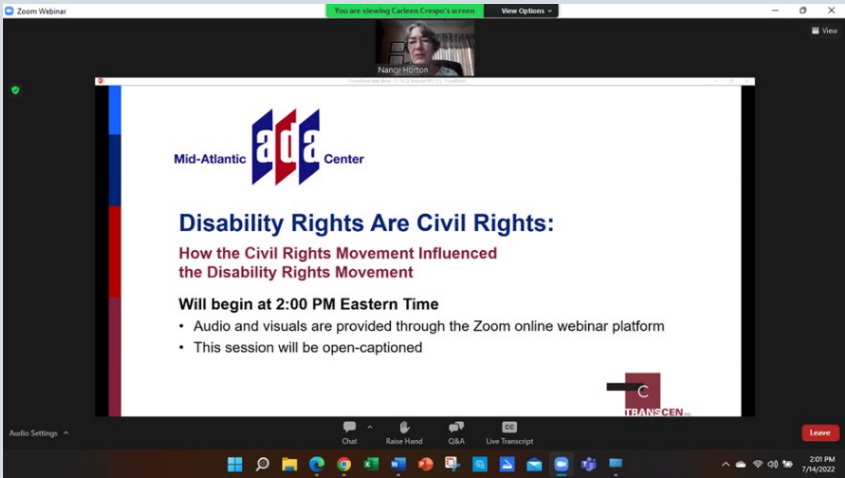 Zoom Webinar
You are viewing Carleen Crespo's screen
View Options
View
Nancy Horton
Mid-Atlantic ada Center
Disability Rights Are Civil Rights:
How the Civil Rights Movement Influenced
the Disability Rights Movement
Will begin at 2:00 PM Eastern Time
• Audio and visuals are provided through the Zoom online webinar platform
• This session will be open-captioned
C
TRANSCEN
Audio Settings
Chat
Raise Hand
Q&A
CC
Live Transcript
Leave
2:01 PM
7/14/2022